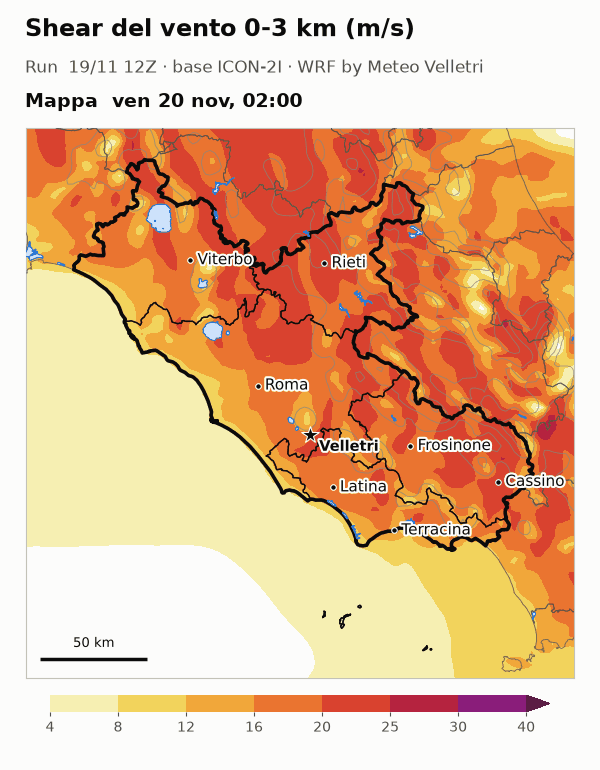 Shear del vento 0-3 km (m/s)
Run  19/11 12Z · base ICON-2I · WRF by Meteo Velletri
Mappa  ven 20 nov, 02:00
Viterbo
Rieti
Roma
Velletri
Frosinone
Latina
Cassino
Terracina
50 km
4 8 12 16 20 25 30 40